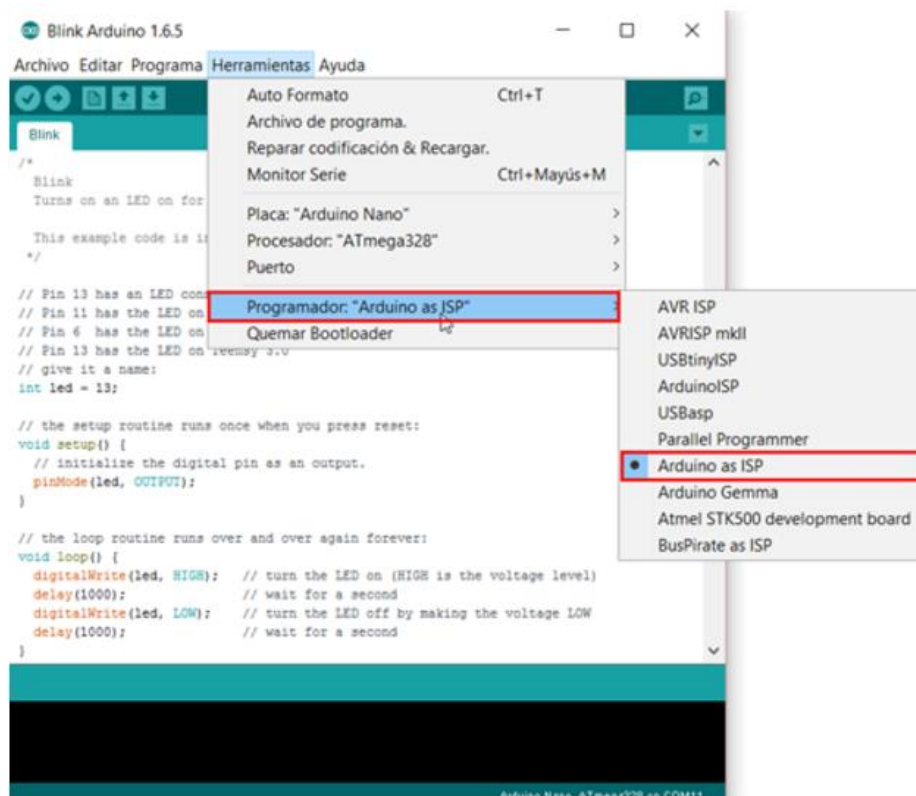 Blink Arduino 1.6.5
Archivo Editar Programa Herramientas Ayuda
Auto Formato Ctrl+T
Archivo de programa.
Reparar codificación & Recargar.
Monitor Serie Ctrl+Mayús+M
Placa: "Arduino Nano"
Procesador: "ATmega328"
Puerto
Programador: "Arduino as ISP"
Quemar Bootloader
AVR ISP
AVRISP mkII
USBtinyISP
ArduinoISP
USBasp
Parallel Programmer
Arduino as ISP
Arduino Gemma
Atmel STK500 development board
BusPirate as ISP
Blink
/*
Blink
Turns on an LED on for
This example code is
*/
// Pin 13 has an LED
// Pin 11 has the LED on
// Pin 6 has the LED on
// Pin 13 has the LED on Teensy 3.0
// give it a name:
int led = 13;
// the setup routine runs once when you press reset:
void setup() {
// initialize the digital pin as an output.
pinMode(led, OUTPUT);
}
// the loop routine runs over and over again forever:
void loop() {
digitalWrite(led, HIGH); // turn the LED on (HIGH is the voltage level)
delay(1000); // wait for a second
digitalWrite(led, LOW); // turn the LED off by making the voltage LOW
delay(1000); // wait for a second
}
Arduino Nano, ATmega328 on COM11